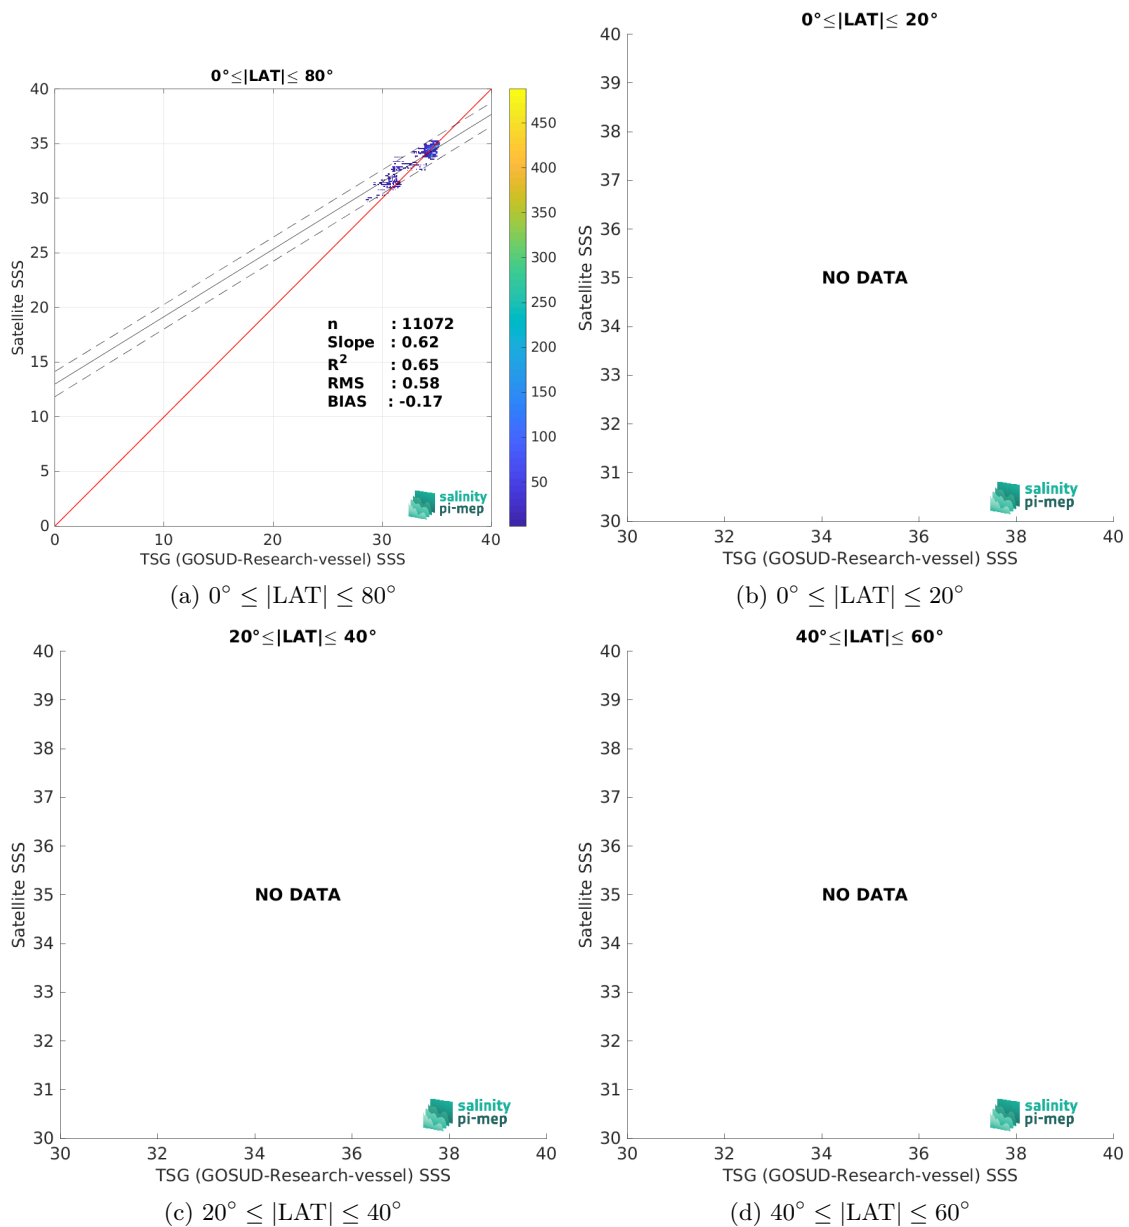 0°≤|LAT|≤ 80°
40
35
30
25
20
15
10
5
0
0
10
20
30
40
Satellite SSS
TSG (GOSUD-Research-vessel) SSS
n : 11072
Slope : 0.62
R² : 0.65
RMS : 0.58
BIAS : -0.17
450
400
350
300
250
200
150
100
50
salinity
pi-mep
(a) 0° ≤ |LAT| ≤ 80°
0°≤|LAT|≤ 20°
40
39
38
37
36
35
34
33
32
31
30
30
32
34
36
38
40
Satellite SSS
NO DATA
TSG (GOSUD-Research-vessel) SSS
salinity
pi-mep
(b) 0° ≤ |LAT| ≤ 20°
20°≤|LAT|≤ 40°
40
39
38
37
36
35
34
33
32
31
30
30
32
34
36
38
40
Satellite SSS
NO DATA
TSG (GOSUD-Research-vessel) SSS
salinity
pi-mep
(c) 20° ≤ |LAT| ≤ 40°
40°≤|LAT|≤ 60°
40
39
38
37
36
35
34
33
32
31
30
30
32
34
36
38
40
Satellite SSS
NO DATA
TSG (GOSUD-Research-vessel) SSS
salinity
pi-mep
(d) 40° ≤ |LAT| ≤ 60°